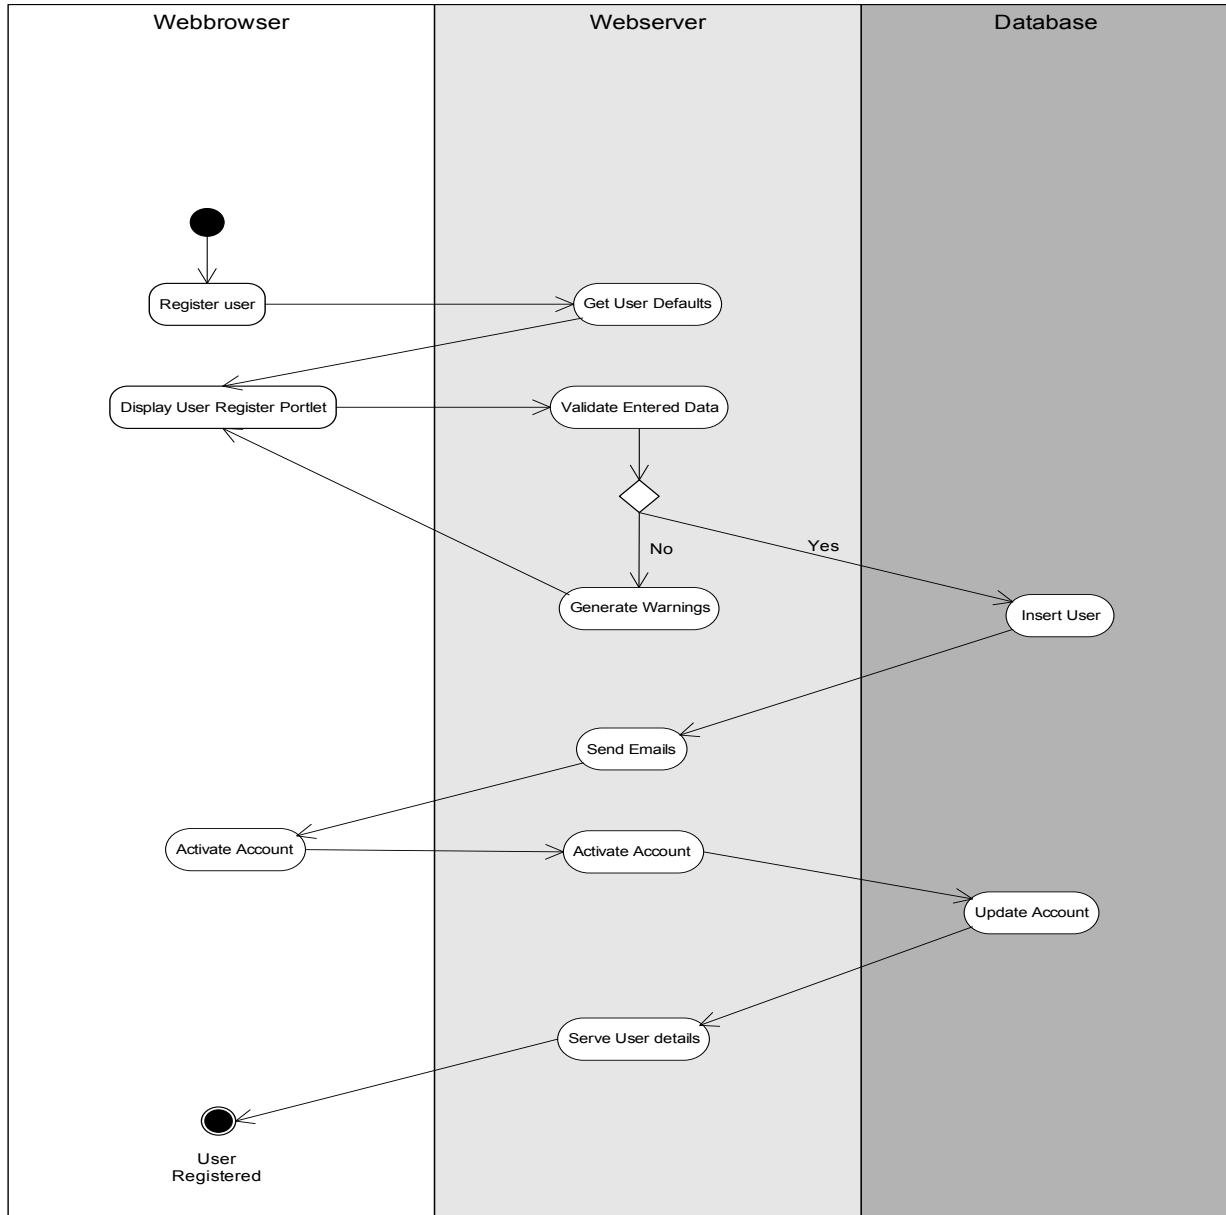 Webbrowser
Webserver
Database
Register user
Get User Defaults
Display User Register Portlet
Validate Entered Data
No
Yes
Generate Warnings
Insert User
Send Emails
Activate Account
Activate Account
Update Account
Serve User details
User
Registered